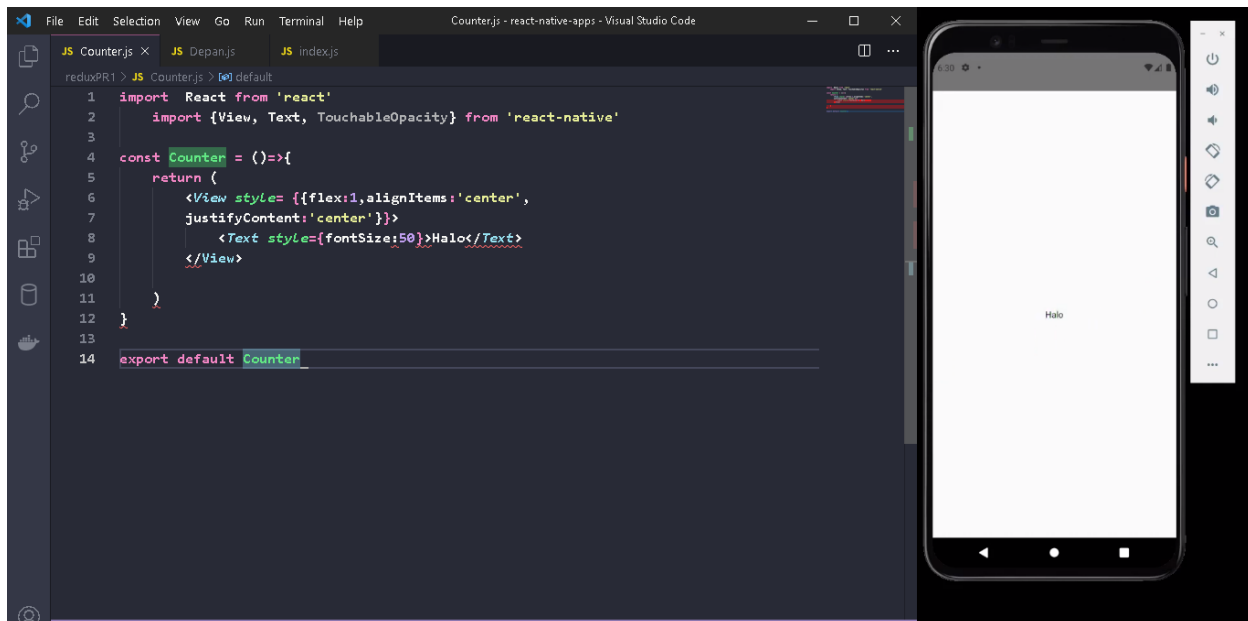 File Edit Selection View Go Run Terminal Help Counter.js - react-native-apps - Visual Studio Code
JS Counter.js × JS Depan.js JS index.js
reduxPR1 > JS Counter.js > default
1 import React from 'react'
2 import {View, Text, TouchableOpacity} from 'react-native'
3
4 const Counter = ()=>{
5 return (
6 <View style= {{flex:1,alignItems:'center',
7 justifyContent:'center'}}>
8 <Text style={fontSize:50}>Halo</Text>
9 </View>
10
11 )
12 }
13
14 export default Counter
6:30
Halo